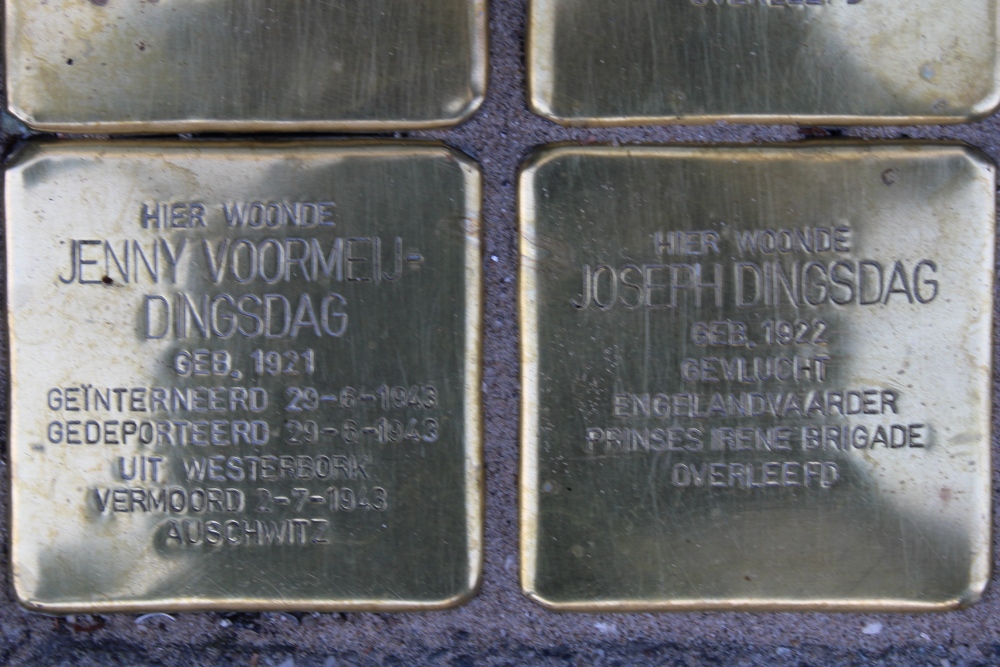 OVERLEEFD
HIER WOONDE
JENNY VOORMEIJ-
DINGSDAG
GEB. 1921
GEÏNTERNEERD 29-6-1943
GEDEPORTEERD 29-6-1943
UIT WESTERBORK
VERMOORD 2-7-1943
AUSCHWITZ
HIER WOONDE
JOSEPH DINGSDAG
GEB. 1922
GEVLUCHT
ENGELANDVAARDER
PRINSES IRENE BRIGADE
OVERLEEFD